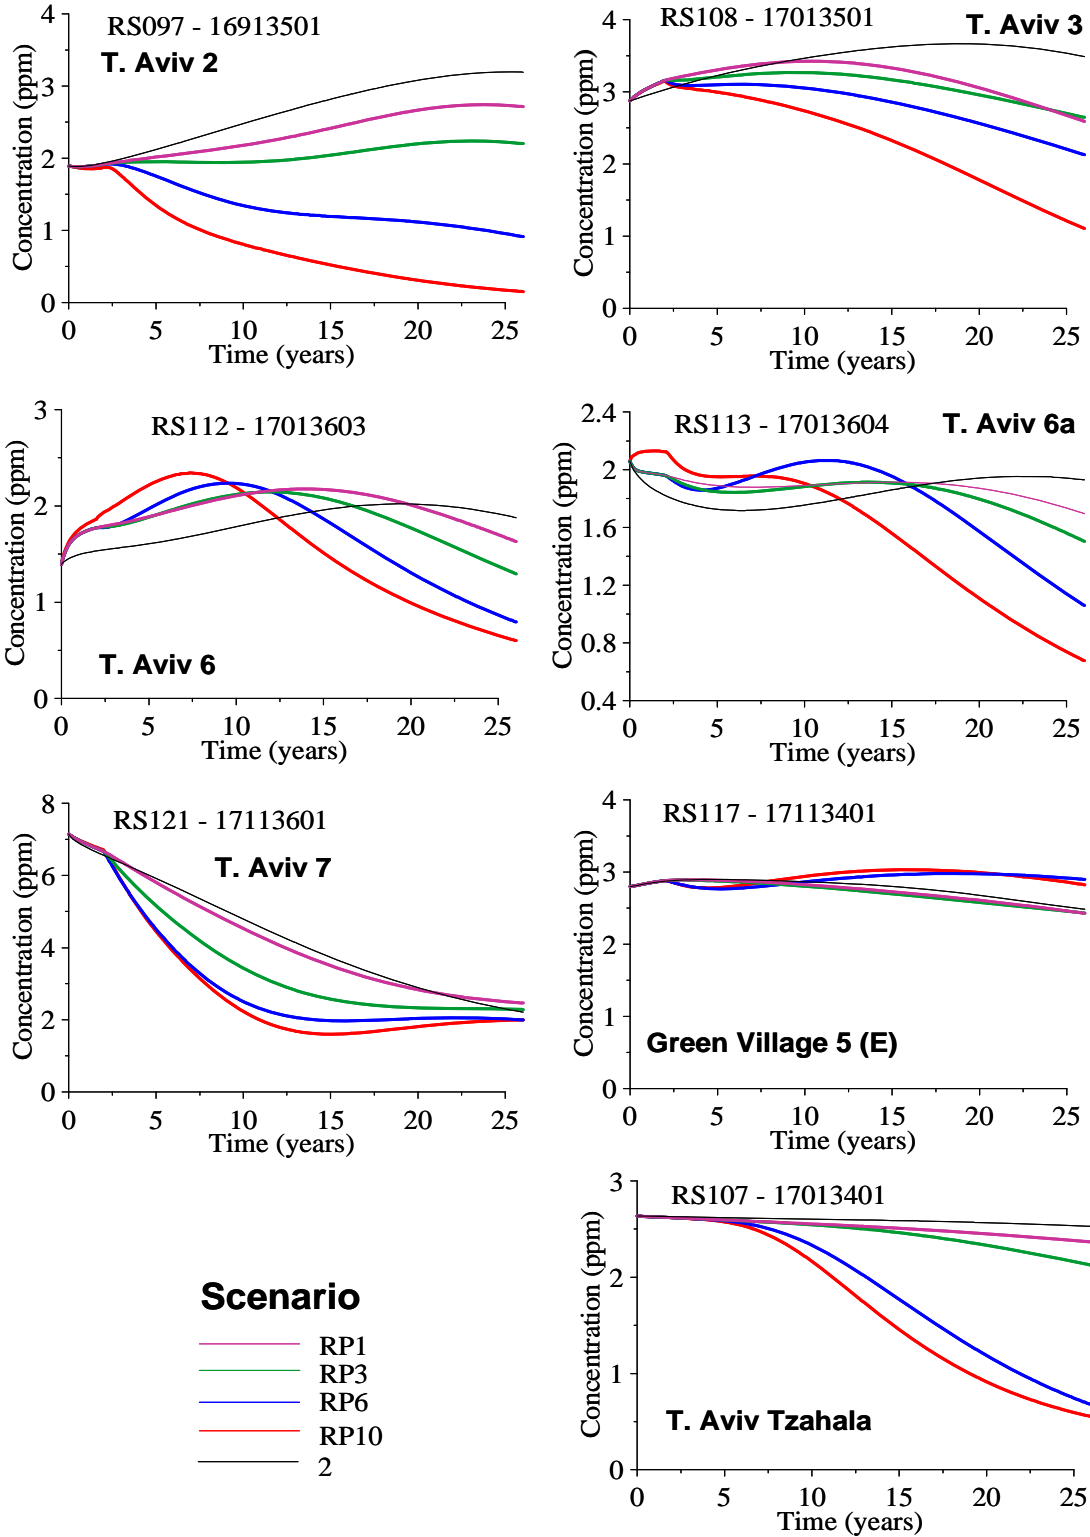 RS097 - 16913501
T. Aviv 2
Concentration (ppm)
4
3
2
1
0
0 5 10 15 20 25
Time (years)
RS108 - 17013501
T. Aviv 3
Concentration (ppm)
4
3
2
1
0
0 5 10 15 20 25
Time (years)
RS112 - 17013603
T. Aviv 6
Concentration (ppm)
3
2
1
0
0 5 10 15 20 25
Time (years)
RS113 - 17013604
T. Aviv 6a
Concentration (ppm)
2.4
2
1.6
1.2
0.8
0.4
0 5 10 15 20 25
Time (years)
RS121 - 17113601
T. Aviv 7
Concentration (ppm)
8
6
4
2
0
0 5 10 15 20 25
Time (years)
RS117 - 17113401
Green Village 5 (E)
Concentration (ppm)
4
3
2
1
0
0 5 10 15 20 25
Time (years)
Scenario
RP1
RP3
RP6
RP10
2
RS107 - 17013401
T. Aviv Tzahala
Concentration (ppm)
3
2
1
0
0 5 10 15 20 25
Time (years)